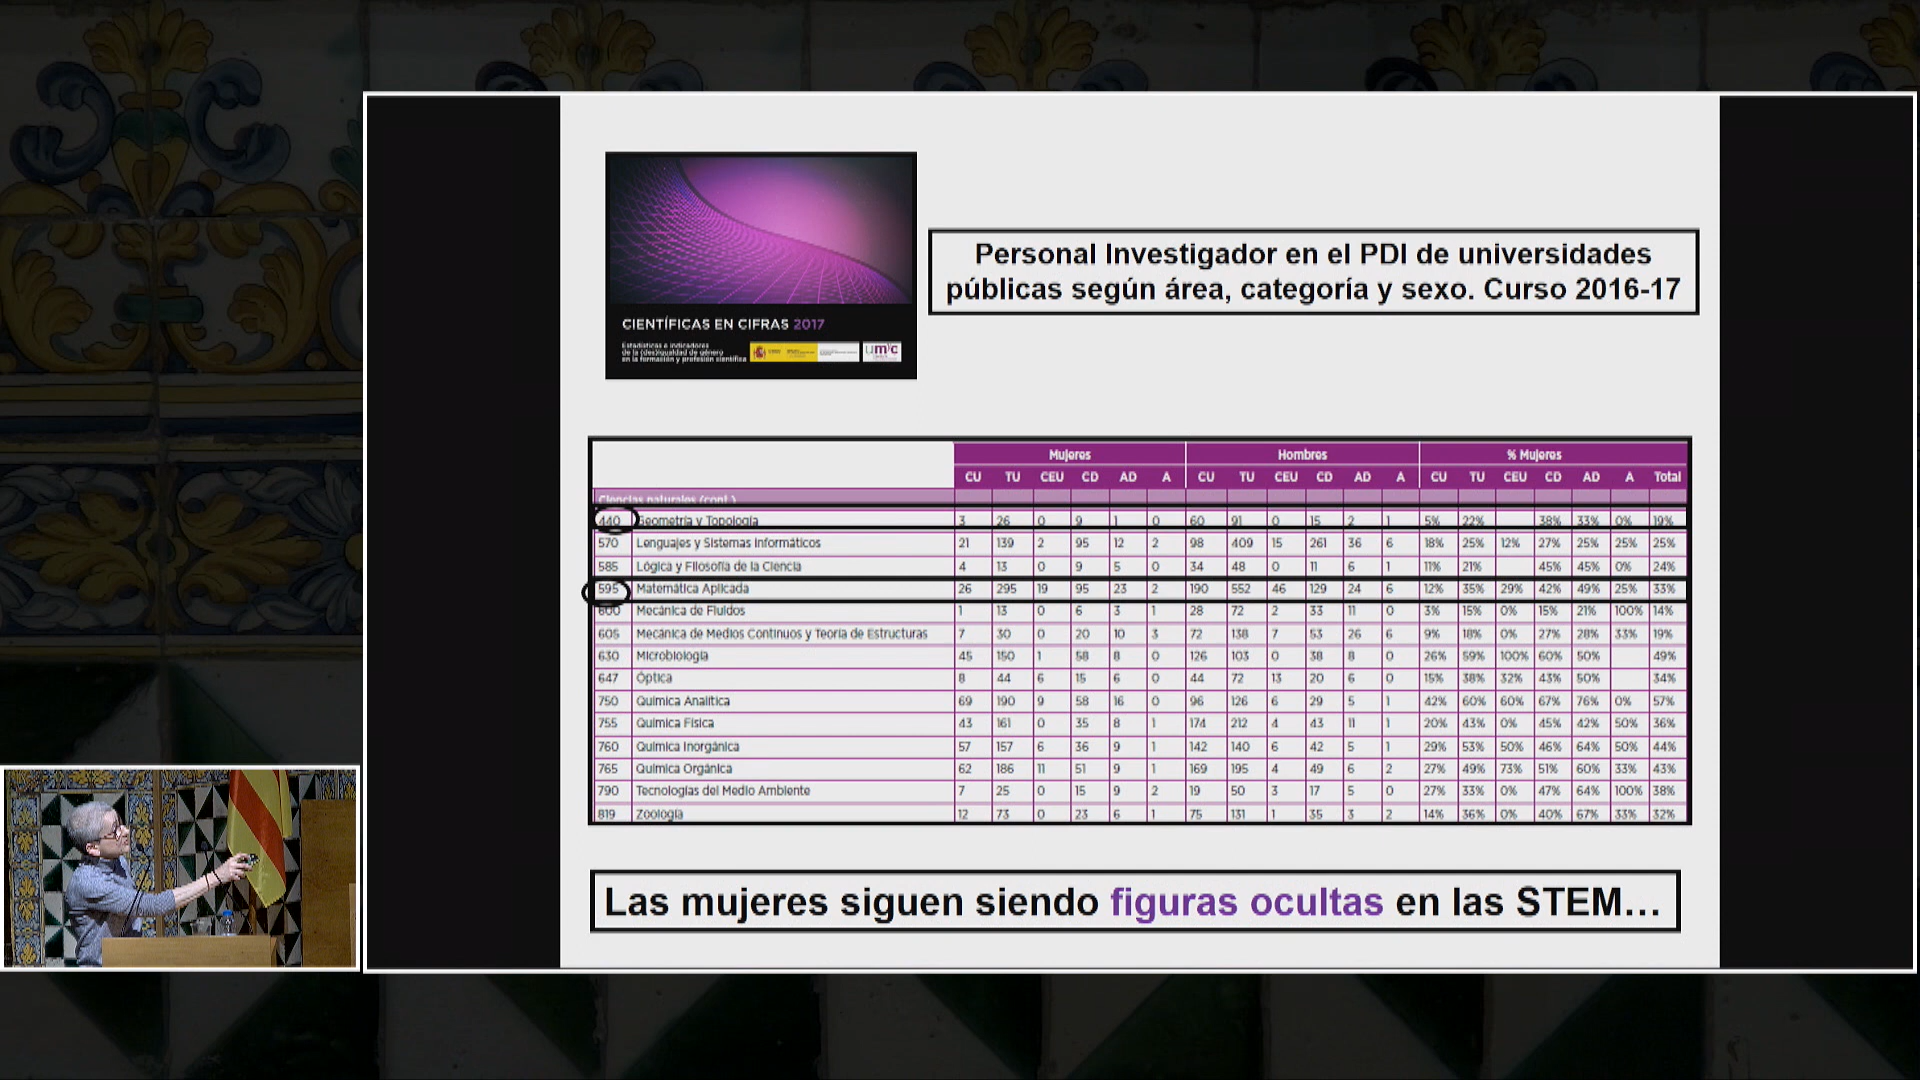 CIENTÍFICAS EN CIFRAS 2017
Estadísticas e indicadores
de la (des)igualdad de género
en la formación y profesión científica
umyc
Personal Investigador en el PDI de universidades
públicas según área, categoría y sexo. Curso 2016-17
Mujeres Hombres % Mujeres
CU TU CEU CD AD A CU TU CEU CD AD A CU TU CEU CD AD A Total
Ciencias naturales (cont.)
440 Geometría y Topología 3 26 0 9 1 0 60 91 0 15 2 1 5% 22% 38% 33% 0% 19%
570 Lenguajes y Sistemas Informáticos 21 139 2 95 12 2 98 409 15 261 36 6 18% 25% 12% 27% 25% 25% 25%
585 Lógica y Filosofía de la Ciencia 4 13 0 9 5 0 34 48 0 11 6 1 11% 21% 45% 45% 0% 24%
595 Matemática Aplicada 26 295 19 95 23 2 190 552 46 129 24 6 12% 35% 29% 42% 49% 25% 33%
600 Mecánica de Fluidos 1 13 0 6 3 1 28 72 2 33 11 0 3% 15% 0% 15% 21% 100% 14%
605 Mecánica de Medios Continuos y Teoría de Estructuras 7 30 0 20 10 3 72 138 7 53 26 6 9% 18% 0% 27% 28% 33% 19%
630 Microbiología 45 150 1 58 8 0 126 103 0 38 8 0 26% 59% 100% 60% 50% 49%
647 Óptica 8 44 6 15 6 0 44 72 13 20 6 0 15% 38% 32% 43% 50% 34%
750 Química Analítica 69 190 9 58 16 0 96 126 6 29 5 1 42% 60% 60% 67% 76% 0% 57%
755 Química Física 43 161 0 35 8 1 174 212 4 43 11 1 20% 43% 0% 45% 42% 50% 36%
760 Química Inorgánica 57 157 6 36 9 1 142 140 6 42 5 1 29% 53% 50% 46% 64% 50% 44%
765 Química Orgánica 62 186 11 51 9 1 169 195 4 49 6 2 27% 49% 73% 51% 60% 33% 43%
790 Tecnologías del Medio Ambiente 7 25 0 15 9 2 19 50 3 17 5 0 27% 33% 0% 47% 64% 100% 38%
819 Zoología 12 73 0 23 6 1 75 131 1 35 3 2 14% 36% 0% 40% 67% 33% 32%
Las mujeres siguen siendo figuras ocultas en las STEM...